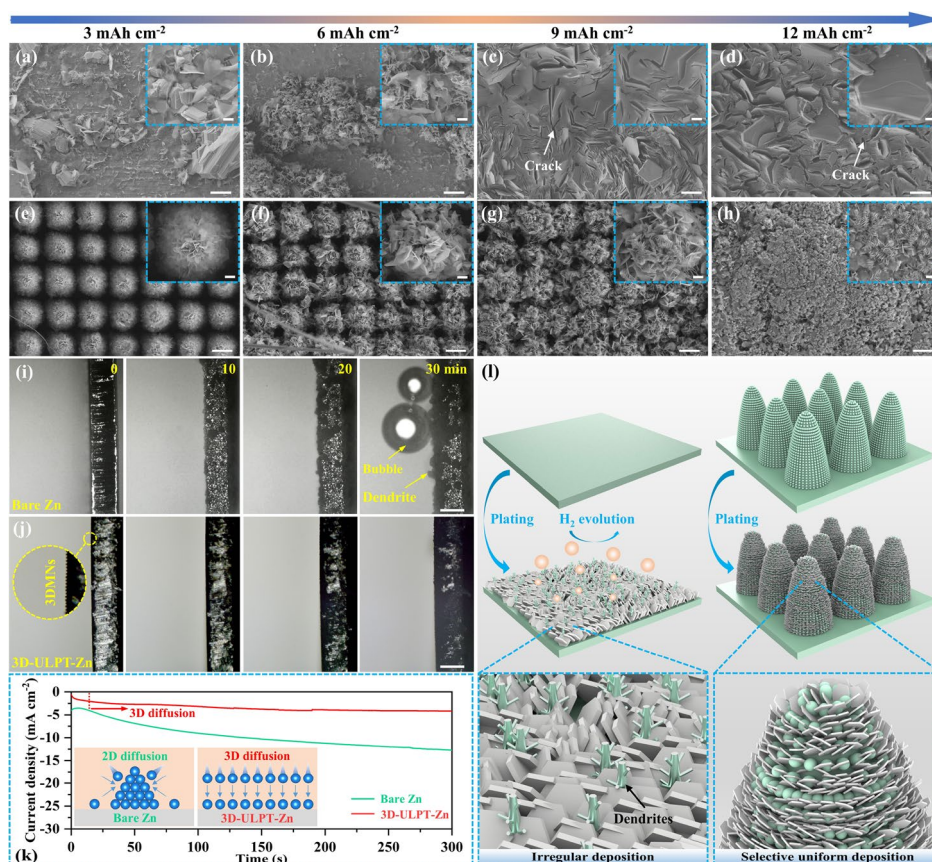 3 mAh cm-2
6 mAh cm-2
9 mAh cm-2
12 mAh cm-2
(a)
(b)
(c)
Crack
(d)
Crack
(e)
(f)
(g)
(h)
(i)
0
10
20
30 min
Bubble
Dendrite
Bare Zn
(j)
3DMNs
3D-ULPT-Zn
(k)
Current density (mA cm-2)
0
-5
-10
-15
-20
-25
-30
3D diffusion
2D diffusion
3D diffusion
Bare Zn
3D-ULPT-Zn
Bare Zn
3D-ULPT-Zn
0
50
100
150
200
250
300
Time (s)
(l)
Plating
H2 evolution
Plating
Dendrites
Irregular deposition
Selective uniform deposition